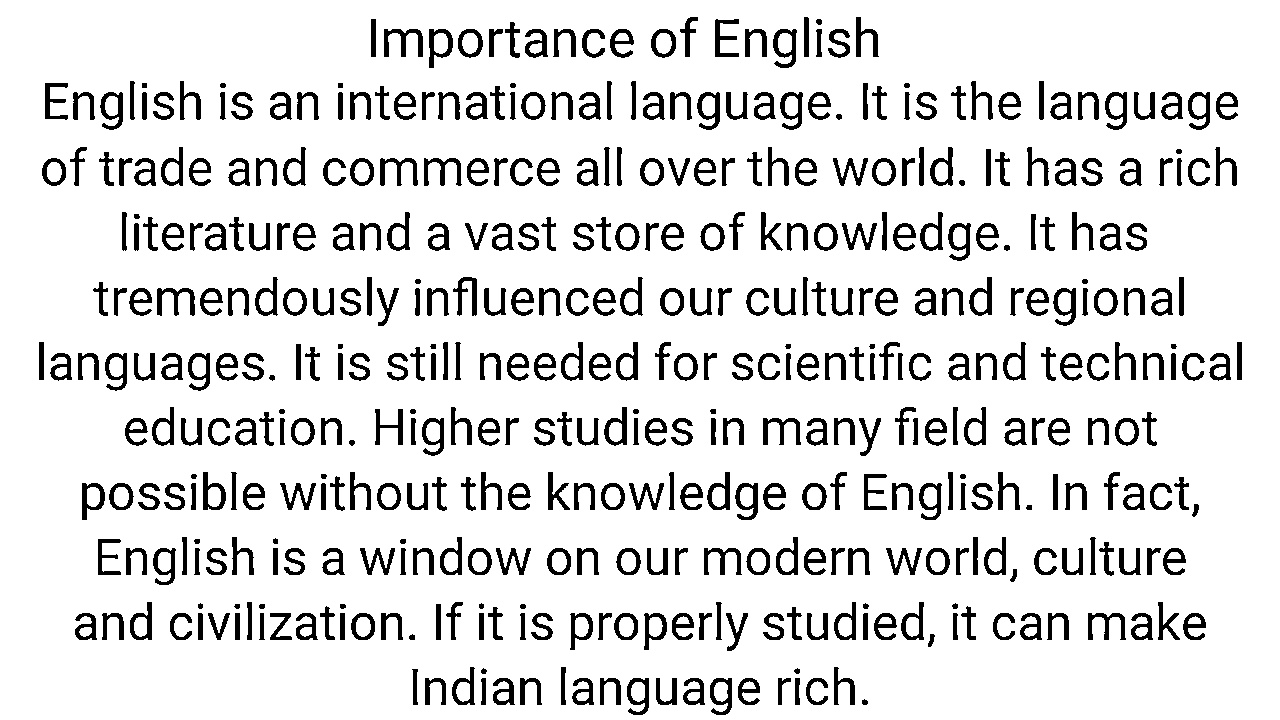 Importance of English
English is an international language. It is the language
of trade and commerce all over the world. It has a rich
literature and a vast store of knowledge. It has
tremendously influenced our culture and regional
languages. It is still needed for scientific and technical
education. Higher studies in many field are not
possible without the knowledge of English. In fact,
English is a window on our modern world, culture
and civilization. If it is properly studied, it can make
Indian language rich.